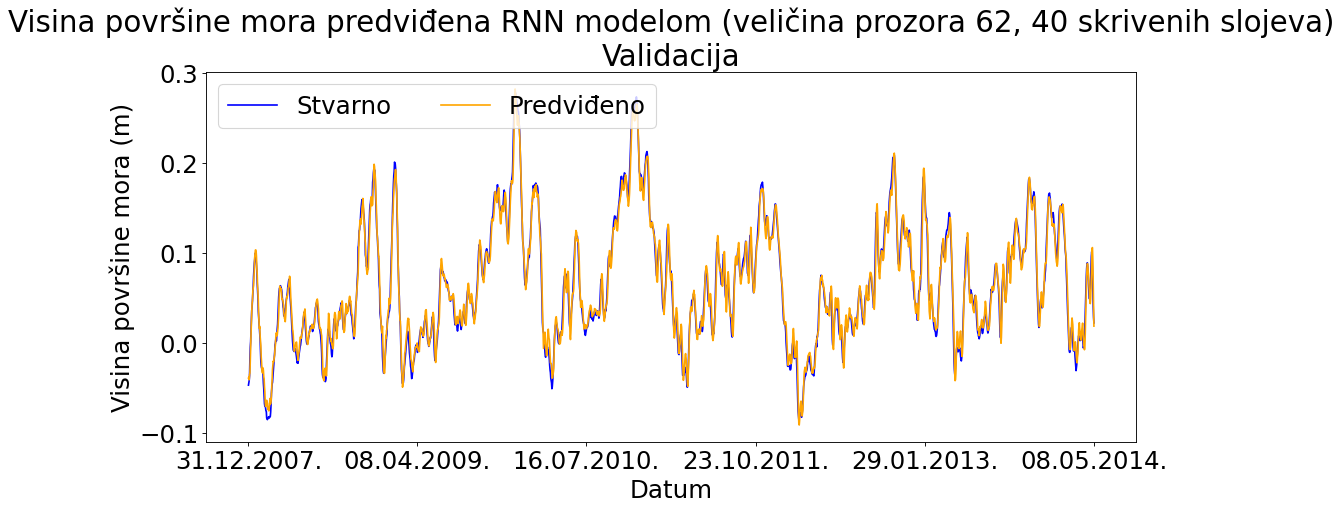 Visina površine mora predviđena RNN modelom (veličina prozora 62, 40 skrivenih slojeva)
Validacija
Stvarno
Predviđeno
Visina površine mora (m)
0.3
0.2
0.1
0.0
−0.1
31.12.2007. 08.04.2009. 16.07.2010. 23.10.2011. 29.01.2013. 08.05.2014.
Datum